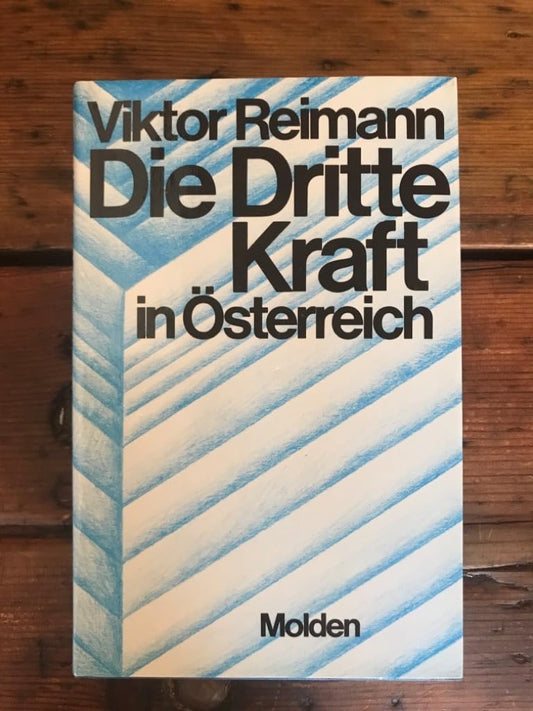 Viktor Reimann
Die Dritte
Kraft
in Österreich
Molden